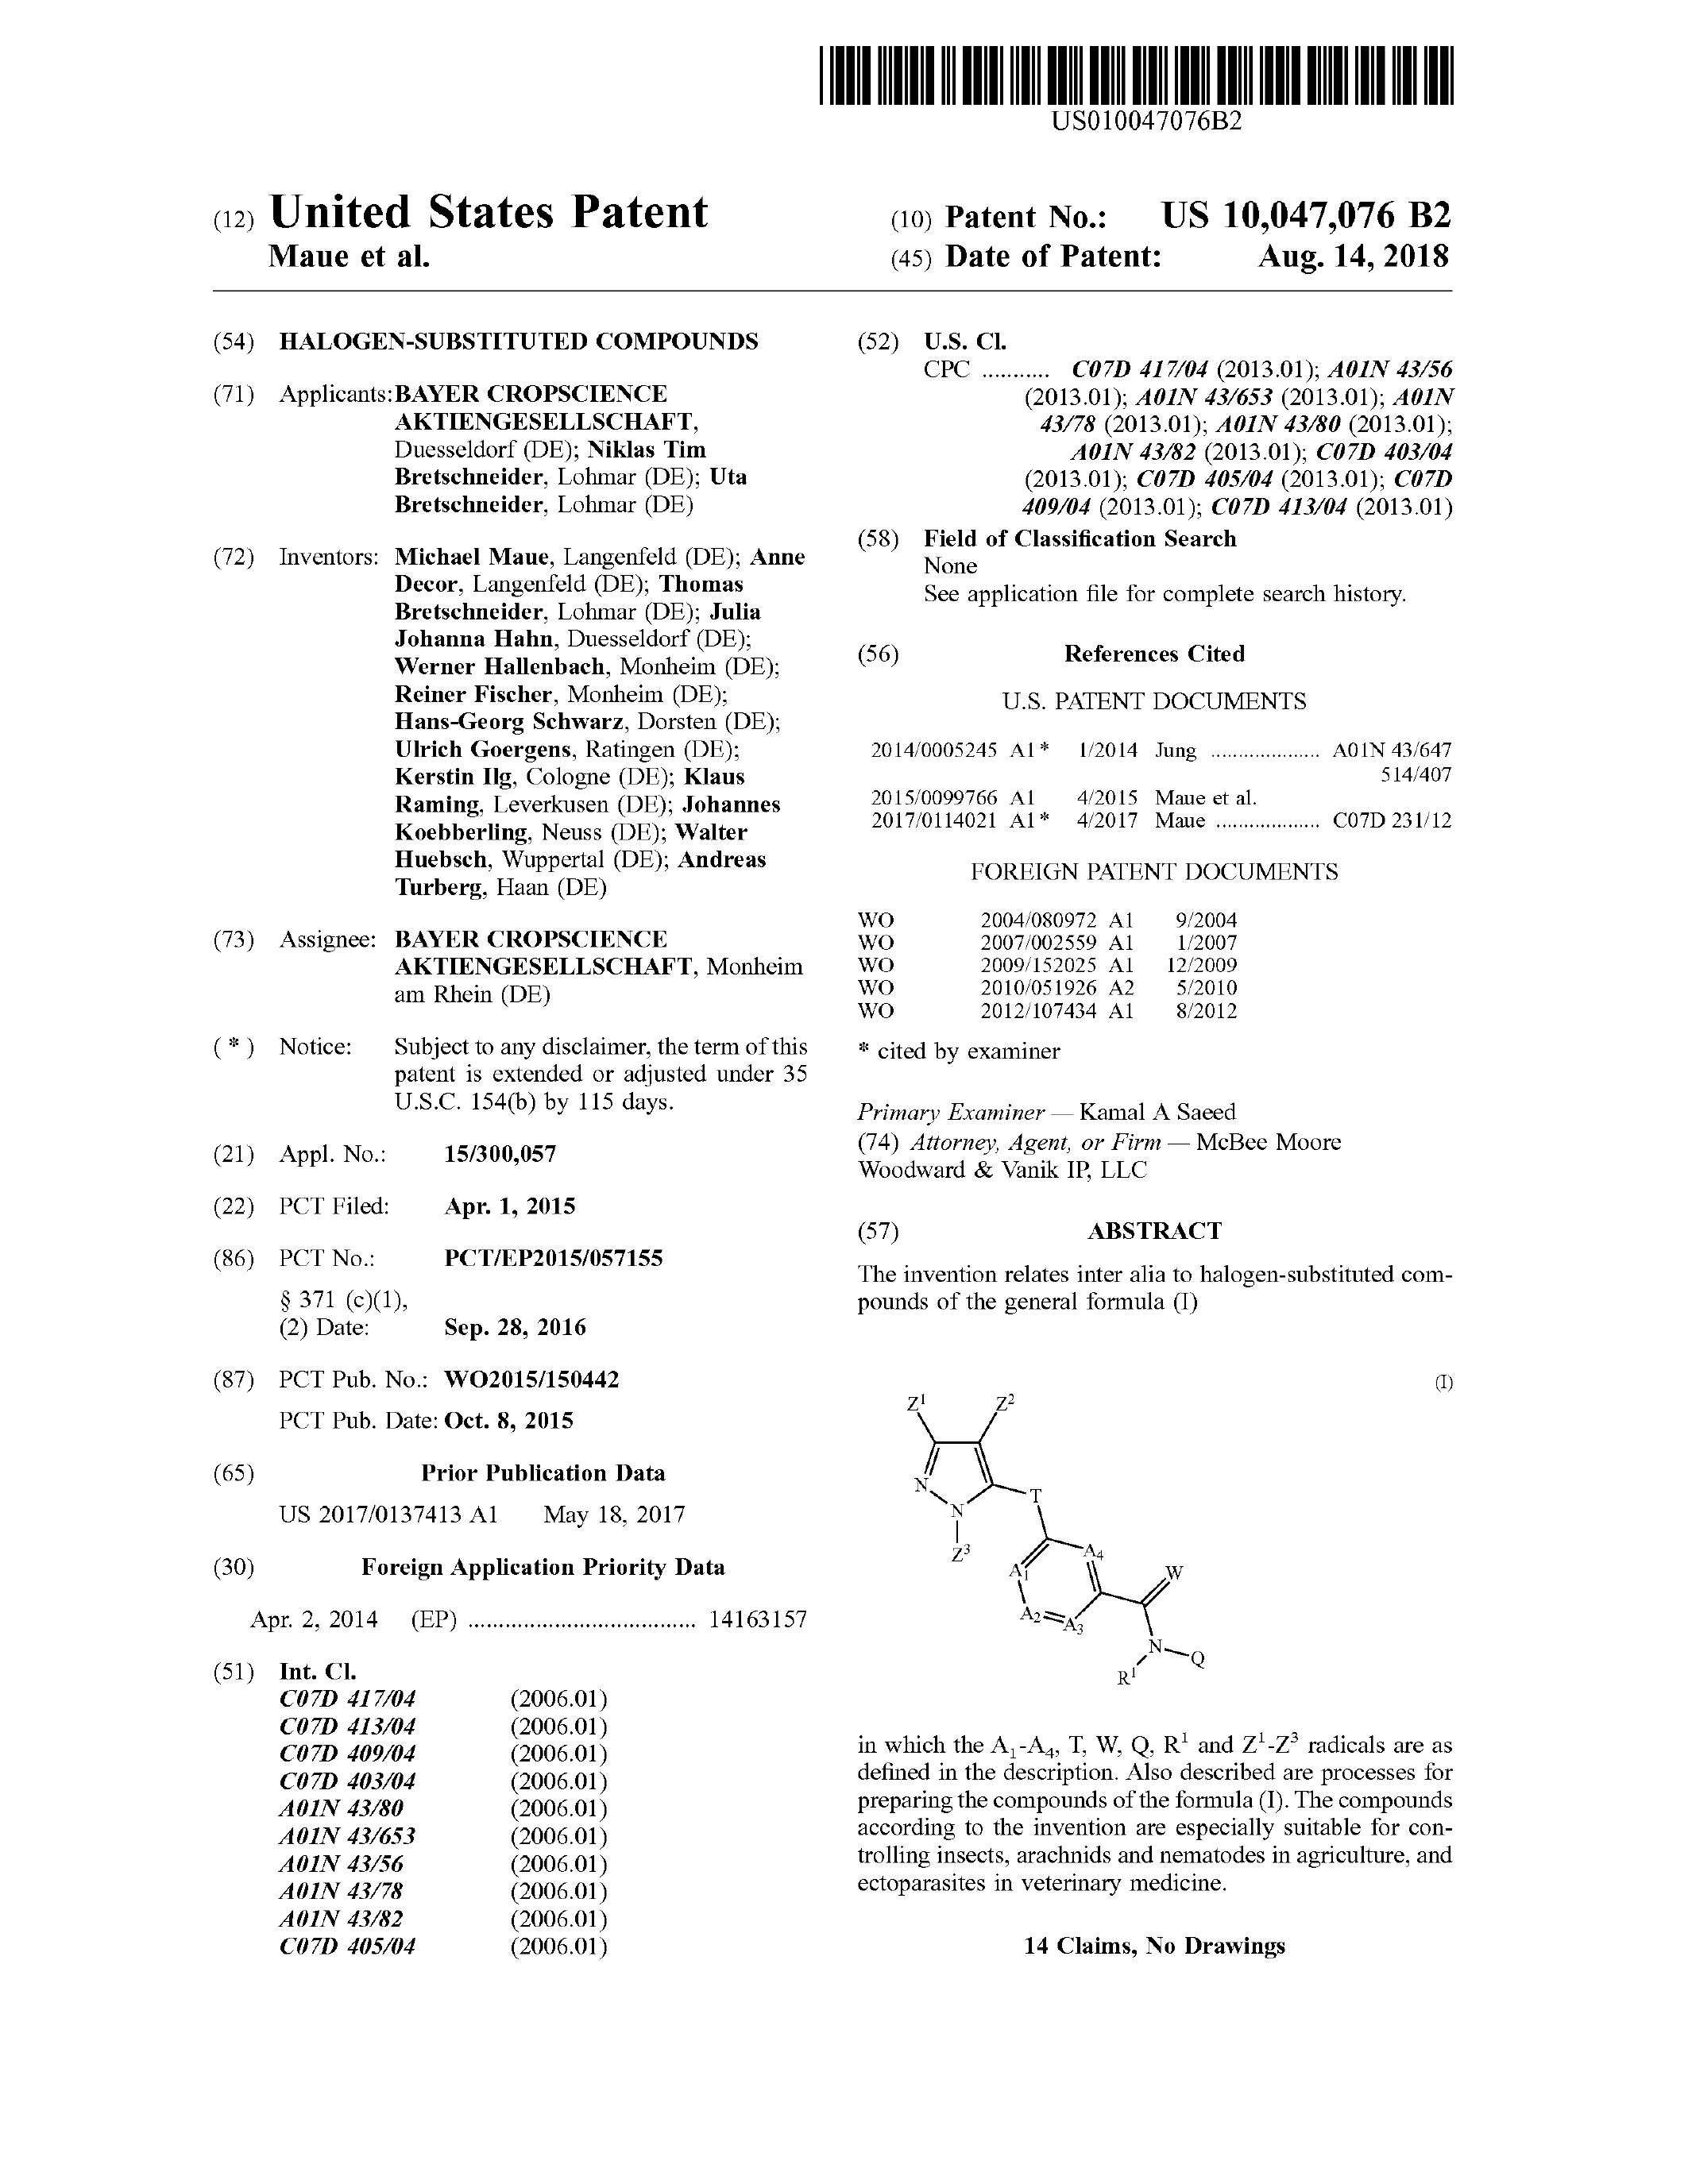 US010047076B2
(12) United States Patent
Maue et al.
(10) Patent No.: US 10,047,076 B2
(45) Date of Patent: Aug. 14, 2018
(54) HALOGEN-SUBSTITUTED COMPOUNDS
(71) Applicants: BAYER CROPSCIENCE
AKTIENGESELLSCHAFT,
Duesseldorf (DE); Niklas Tim
Bretschneider, Lohmar (DE); Uta
Bretschneider, Lohmar (DE)
(72) Inventors: Michael Maue, Langenfeld (DE); Anne
Decor, Langenfeld (DE); Thomas
Bretschneider, Lohmar (DE); Julia
Johanna Hahn, Duesseldorf (DE);
Werner Hallenbach, Monheim (DE);
Reiner Fischer, Monheim (DE);
Hans-Georg Schwarz, Dorsten (DE);
Ulrich Goergens, Ratingen (DE);
Kerstin Ilg, Cologne (DE); Klaus
Raming, Leverkusen (DE); Johannes
Koebberling, Neuss (DE); Walter
Huebsch, Wuppertal (DE); Andreas
Turberg, Haan (DE)
(73) Assignee: BAYER CROPSCIENCE
AKTIENGESELLSCHAFT, Monheim
am Rhein (DE)
( * ) Notice: Subject to any disclaimer, the term of this
patent is extended or adjusted under 35
U.S.C. 154(b) by 115 days.
(21) Appl. No.: 15/300,057
(22) PCT Filed: Apr. 1, 2015
(86) PCT No.: PCT/EP2015/057155
§ 371 (c)(1),
(2) Date: Sep. 28, 2016
(87) PCT Pub. No.: WO2015/150442
PCT Pub. Date: Oct. 8, 2015
(65) Prior Publication Data
US 2017/0137413 A1 May 18, 2017
(30) Foreign Application Priority Data
Apr. 2, 2014 (EP) ..................................... 14163157
(51) Int. Cl.
C07D 417/04 (2006.01)
C07D 413/04 (2006.01)
C07D 409/04 (2006.01)
C07D 403/04 (2006.01)
A01N 43/80 (2006.01)
A01N 43/653 (2006.01)
A01N 43/56 (2006.01)
A01N 43/78 (2006.01)
A01N 43/82 (2006.01)
C07D 405/04 (2006.01)
(52) U.S. Cl.
CPC ........... C07D 417/04 (2013.01); A01N 43/56
(2013.01); A01N 43/653 (2013.01); A01N
43/78 (2013.01); A01N 43/80 (2013.01);
A01N 43/82 (2013.01); C07D 403/04
(2013.01); C07D 405/04 (2013.01); C07D
409/04 (2013.01); C07D 413/04 (2013.01)
(58) Field of Classification Search
None
See application file for complete search history.
(56) References Cited
U.S. PATENT DOCUMENTS
2014/0005245 A1* 1/2014 Jung .................... A01N 43/647
514/407
2015/0099766 A1 4/2015 Maue et al.
2017/0114021 A1* 4/2017 Maue ................... C07D 231/12
FOREIGN PATENT DOCUMENTS
WO 2004/080972 A1 9/2004
WO 2007/002559 A1 1/2007
WO 2009/152025 A1 12/2009
WO 2010/051926 A2 5/2010
WO 2012/107434 A1 8/2012
* cited by examiner
Primary Examiner — Kamal A Saeed
(74) Attorney, Agent, or Firm — McBee Moore
Woodward & Vanik IP, LLC
(57) ABSTRACT
The invention relates inter alia to halogen-substituted com-
pounds of the general formula (I)
(I)
Z¹ Z²
N
T
N
Z³
A₄
A₁
W
A₂
A₃
N
Q
R¹
in which the A₁-A₄, T, W, Q, R¹ and Z¹-Z³ radicals are as
defined in the description. Also described are processes for
preparing the compounds of the formula (I). The compounds
according to the invention are especially suitable for con-
trolling insects, arachnids and nematodes in agriculture, and
ectoparasites in veterinary medicine.
14 Claims, No Drawings